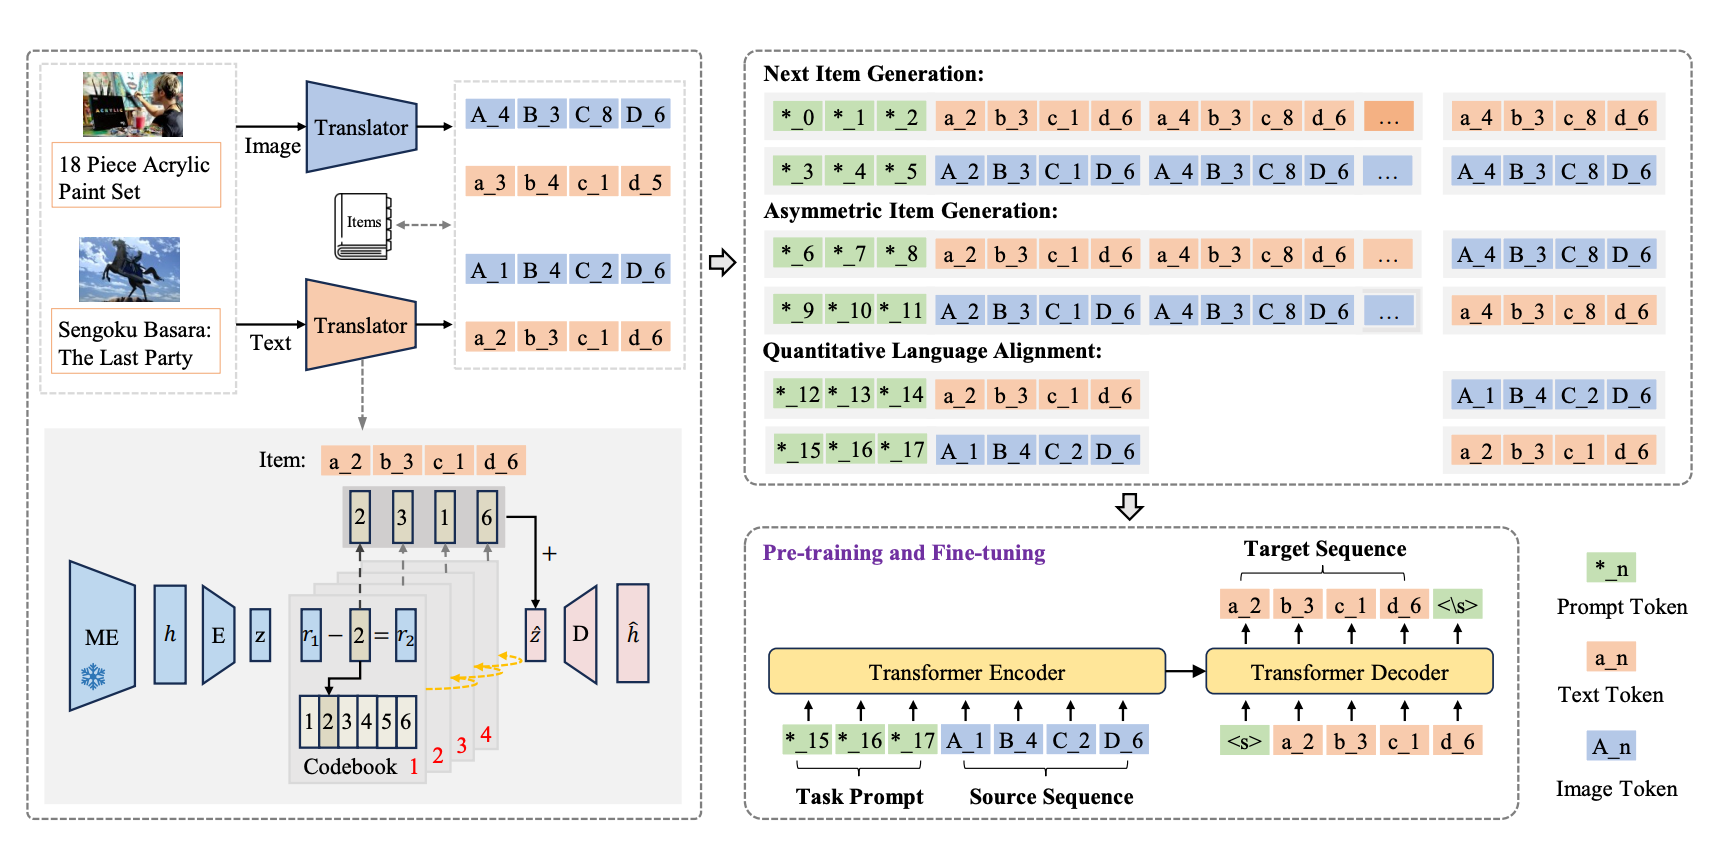 18 Piece Acrylic
Paint Set
Sengoku Basara:
The Last Party
Image
Text
Translator
Translator
Items
A_4 B_3 C_8 D_6
a_3 b_4 c_1 d_5
A_1 B_4 C_2 D_6
a_2 b_3 c_1 d_6
Item: a_2 b_3 c_1 d_6
2 3 1 6
+
ME h E z r₁ − 2 = r₂ ẑ D ĥ
1 2 3 4 5 6
Codebook 1 2 3 4
Next Item Generation:
*_0 *_1 *_2 a_2 b_3 c_1 d_6 a_4 b_3 c_8 d_6 ... a_4 b_3 c_8 d_6
*_3 *_4 *_5 A_2 B_3 C_1 D_6 A_4 B_3 C_8 D_6 ... A_4 B_3 C_8 D_6
Asymmetric Item Generation:
*_6 *_7 *_8 a_2 b_3 c_1 d_6 a_4 b_3 c_8 d_6 ... A_4 B_3 C_8 D_6
*_9 *_10 *_11 A_2 B_3 C_1 D_6 A_4 B_3 C_8 D_6 ... a_4 b_3 c_8 d_6
Quantitative Language Alignment:
*_12 *_13 *_14 a_2 b_3 c_1 d_6 A_1 B_4 C_2 D_6
*_15 *_16 *_17 A_1 B_4 C_2 D_6 a_2 b_3 c_1 d_6
Pre-training and Fine-tuning
Target Sequence
a_2 b_3 c_1 d_6 <\s>
Transformer Encoder
Transformer Decoder
*_15 *_16 *_17 A_1 B_4 C_2 D_6
<s> a_2 b_3 c_1 d_6
Task Prompt
Source Sequence
*_n
Prompt Token
a_n
Text Token
A_n
Image Token